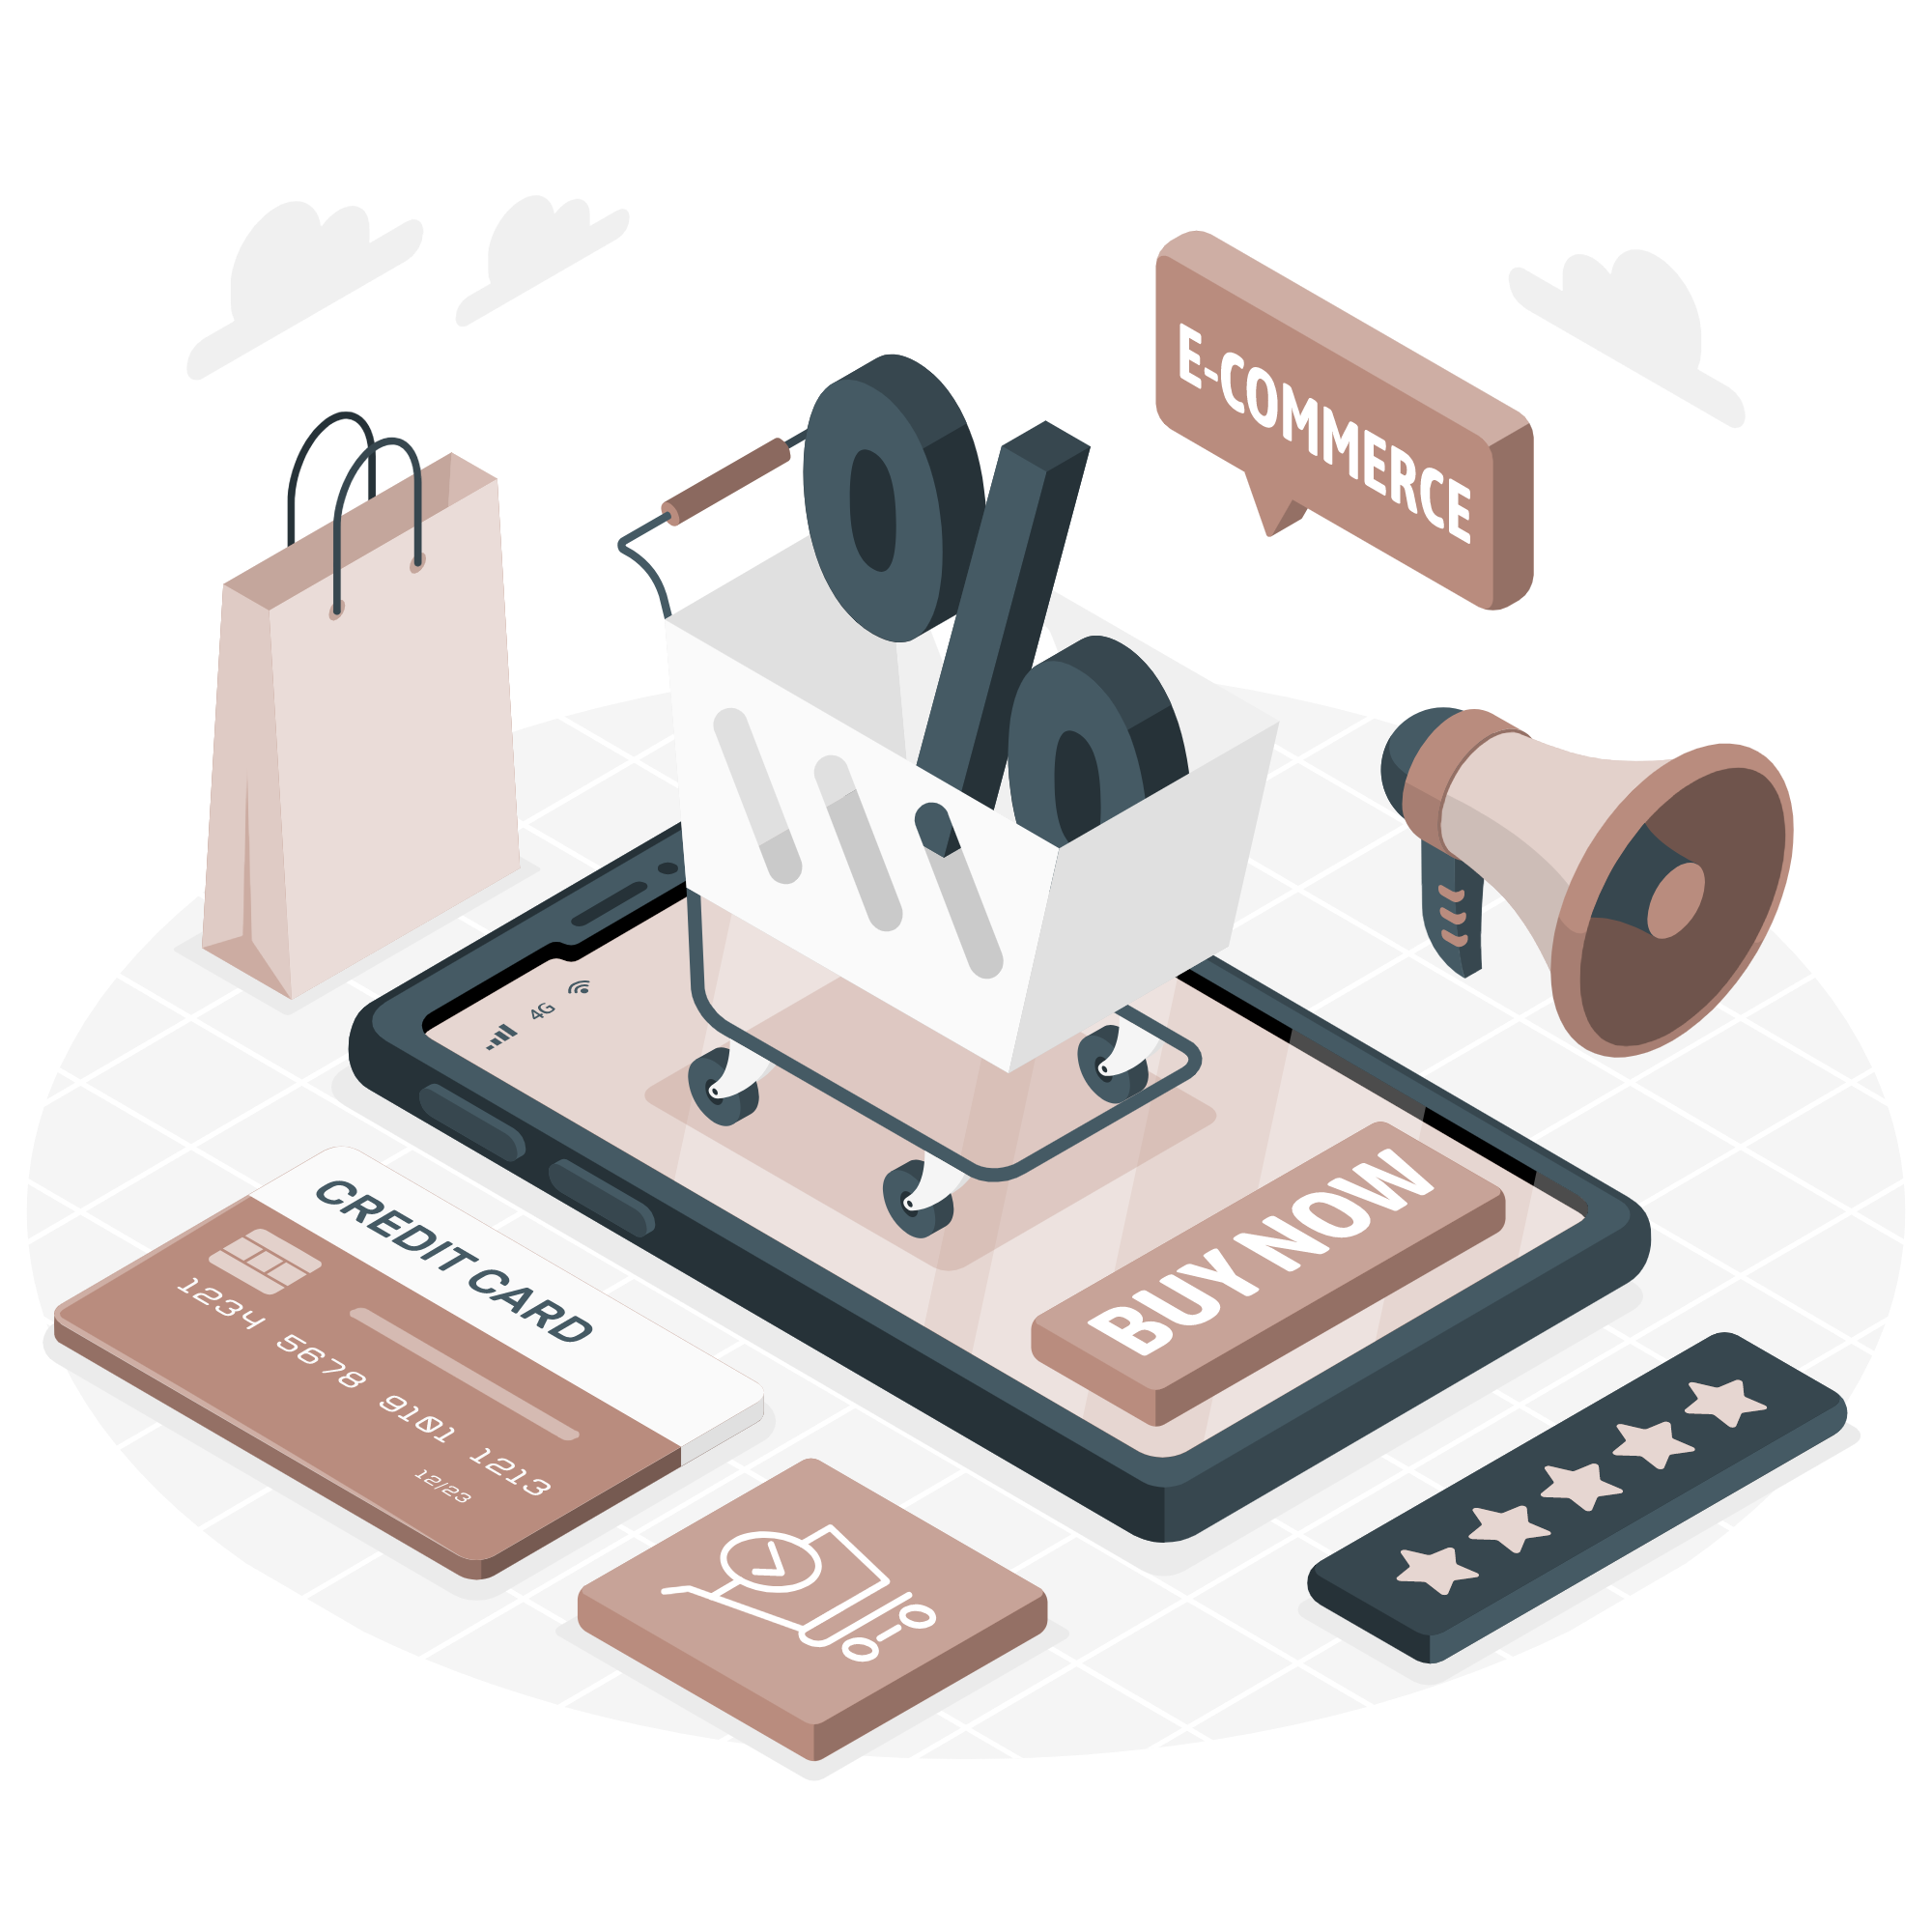 E-COMMERCE
%
4G
BUY NOW
CREDIT CARD
1234 5678 9101 1213
12/23